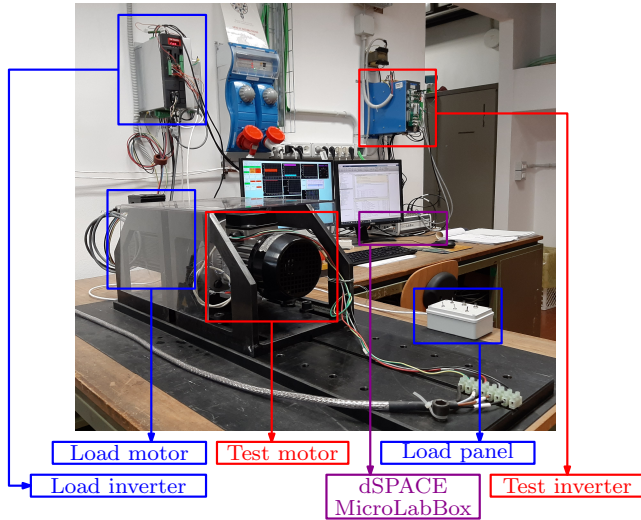 Load motor
Test motor
Load panel
Load inverter
dSPACE
MicroLabBox
Test inverter